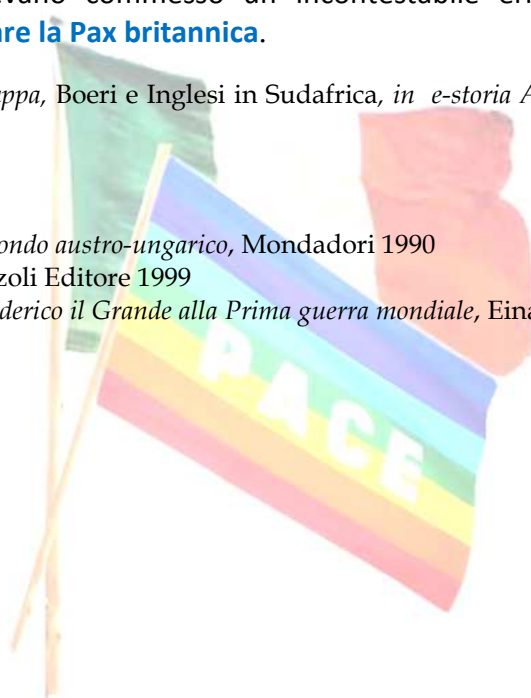 are la Pax britannica.
appa, Boeri e Inglesi in Sudafrica, in e-storia A
ondo austro-ungarico, Mondadori 1990
zoli Editore 1999
derico il Grande alla Prima guerra mondiale, Eina
PACE